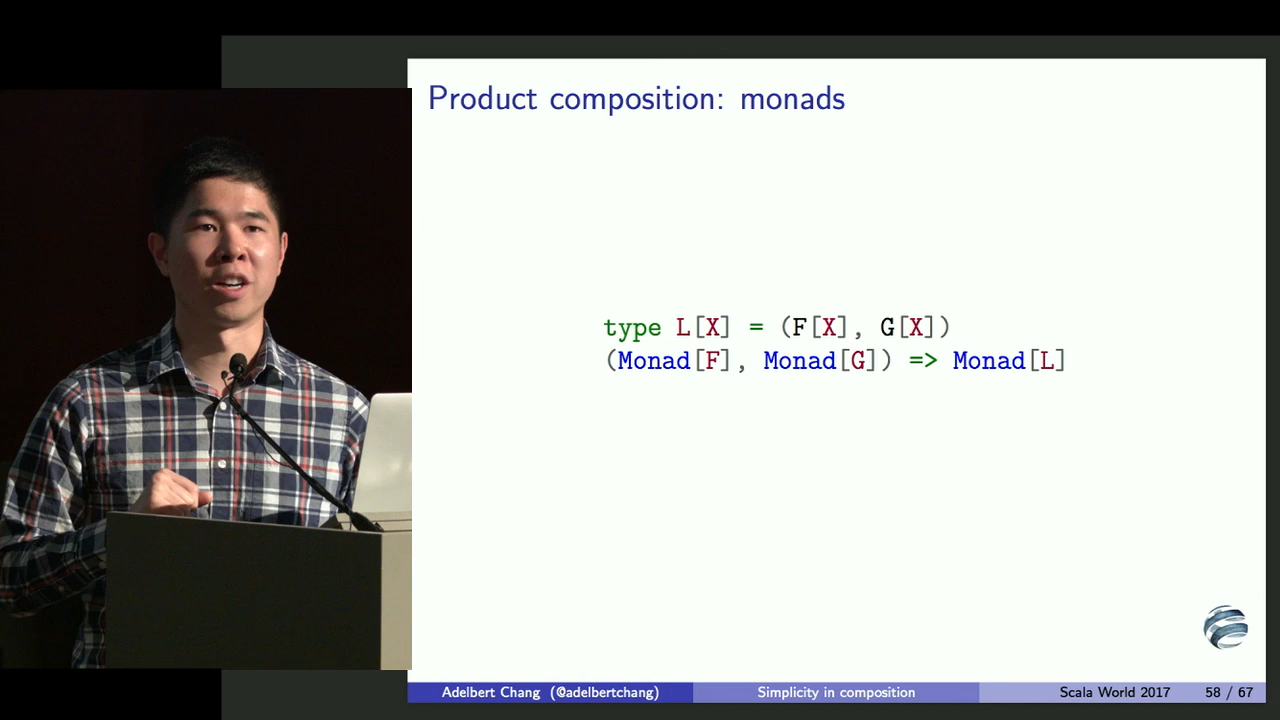 Product composition: monads
type L[X] = (F[X], G[X])
(Monad[F], Monad[G]) => Monad[L]
Adelbert Chang (@adelbertchang) Simplicity in composition Scala World 2017 58 / 67